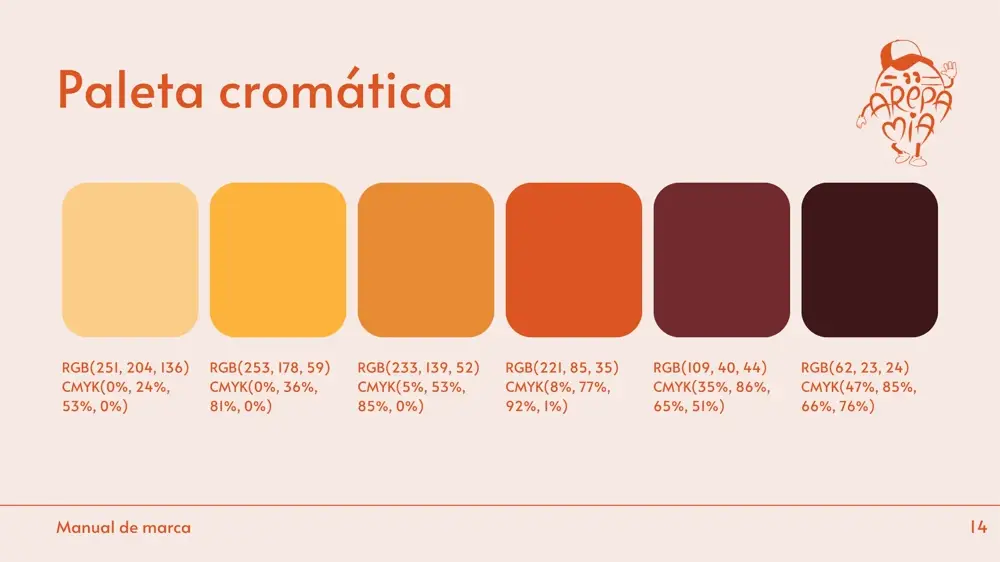 Paleta cromática
AREPA
MIA
RGB(251, 204, 136)
CMYK(0%, 24%,
53%, 0%)
RGB(253, 178, 59)
CMYK(0%, 36%,
81%, 0%)
RGB(233, 139, 52)
CMYK(5%, 53%,
85%, 0%)
RGB(221, 85, 35)
CMYK(8%, 77%,
92%, 1%)
RGB(109, 40, 44)
CMYK(35%, 86%,
65%, 51%)
RGB(62, 23, 24)
CMYK(47%, 85%,
66%, 76%)
Manual de marca
14